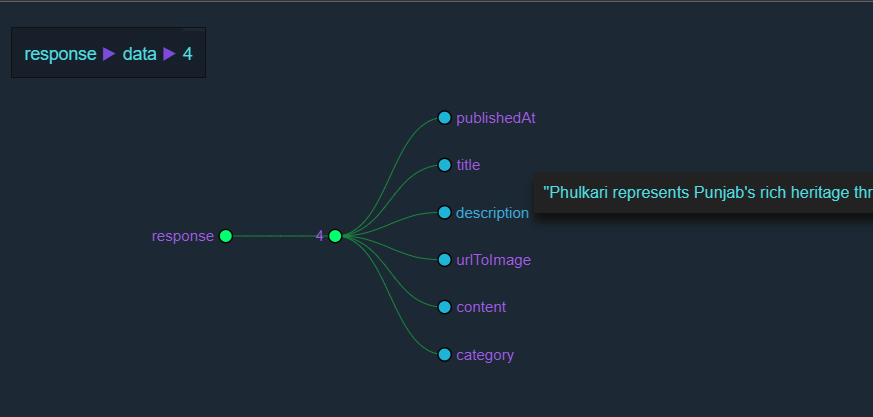 response ▶ data ▶ 4
publishedAt
title
"Phulkari represents Punjab's rich heritage thr
description
response
4
urlToImage
content
category